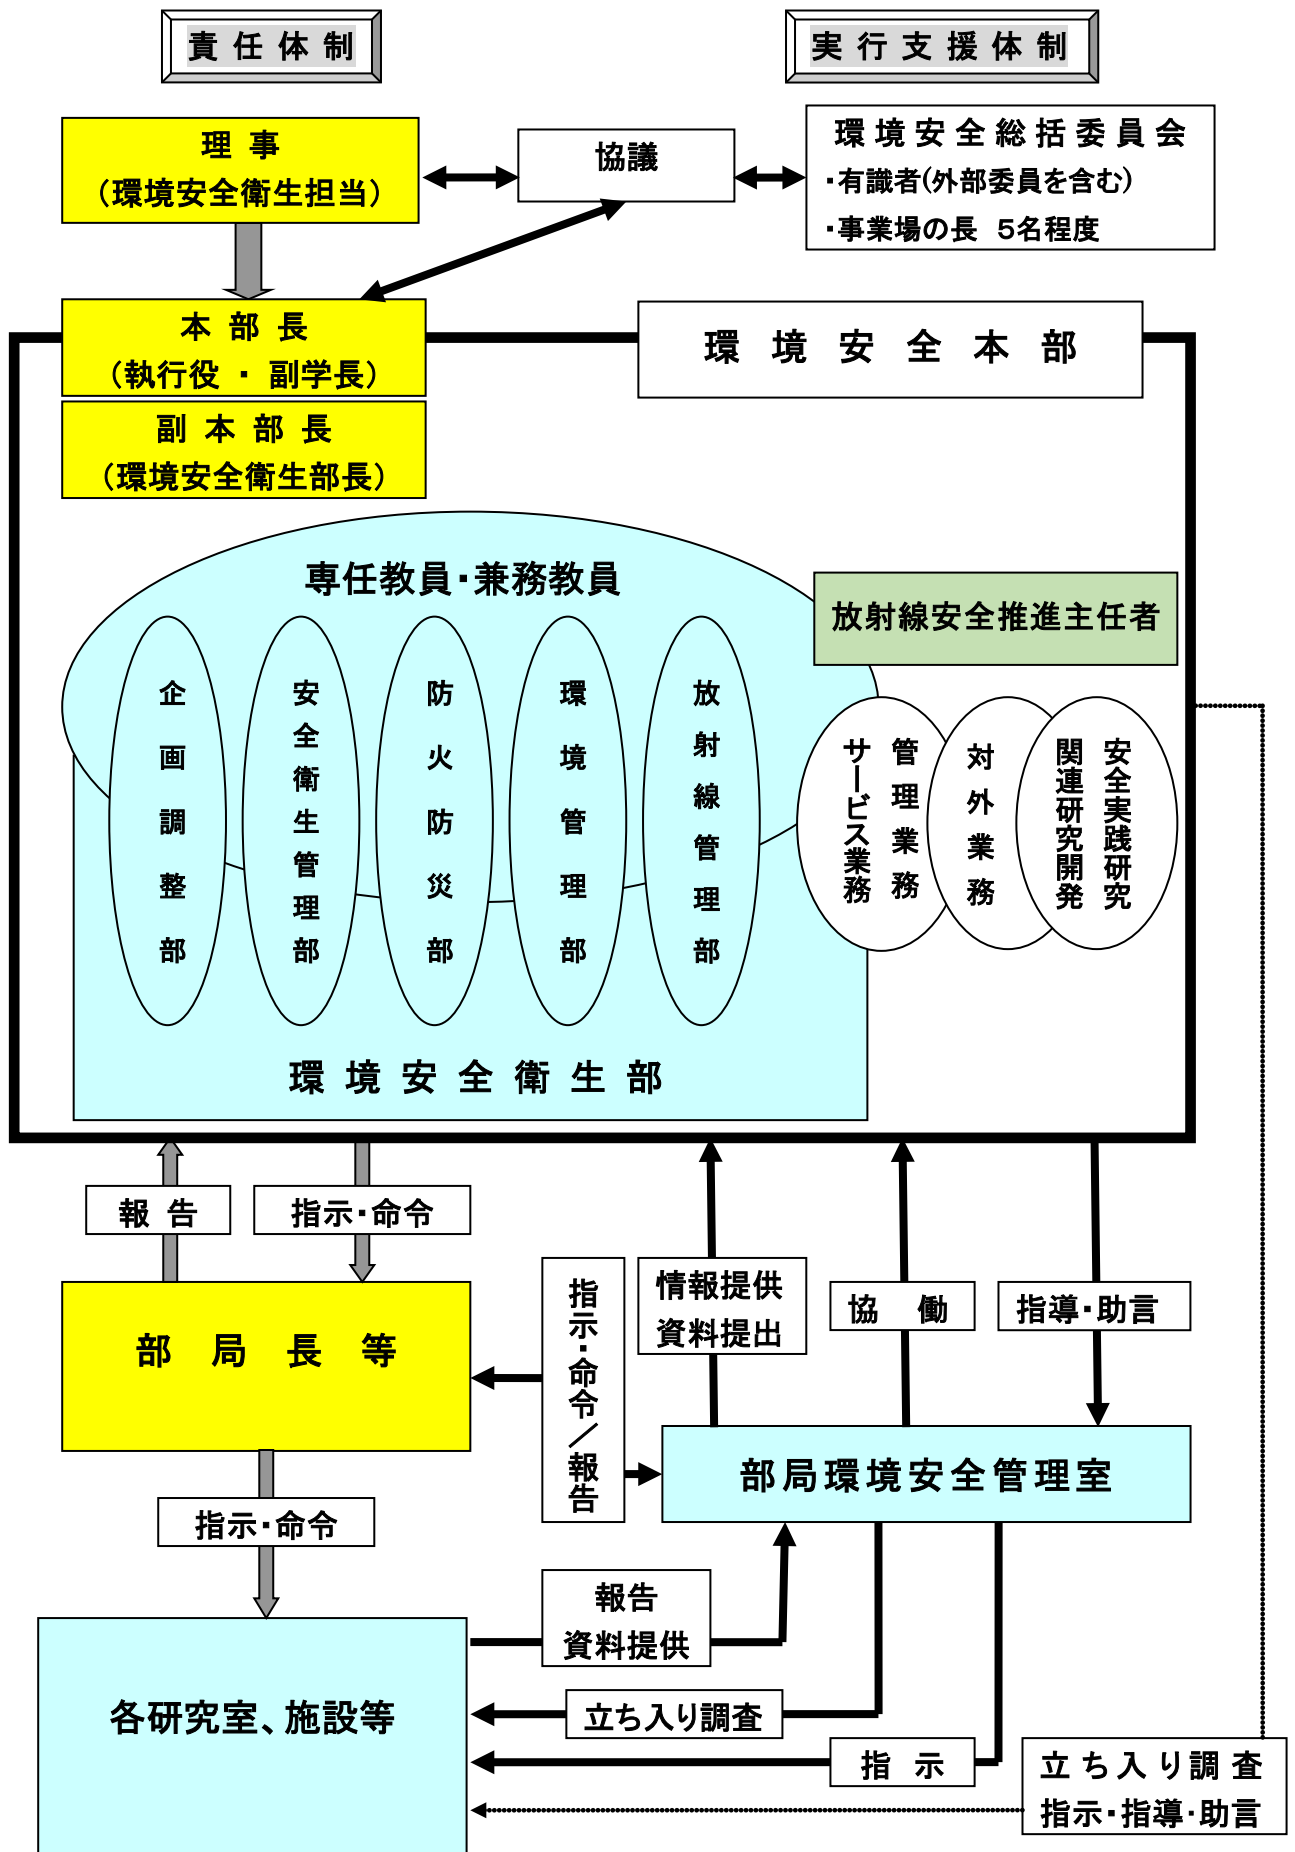 責任体制
実行支援体制
理事
（環境安全衛生担当）
協議
環境安全総括委員会
・有識者(外部委員を含む)
・事業場の長 5名程度
本部長
（執行役・副学長）
環境安全本部
副本部長
（環境安全衛生部長）
専任教員・兼務教員
放射線安全推進主任者
企画調整部
安全衛生管理部
防火防災部
環境管理部
放射線管理部
管理業務
サービス業務
対外業務
安全実践研究
関連研究開発
環境安全衛生部
報告
指示・命令
指示・命令／報告
情報提供
資料提出
協働
指導・助言
部局長等
部局環境安全管理室
指示・命令
報告
資料提供
各研究室、施設等
立ち入り調査
指示
立ち入り調査
指示・指導・助言